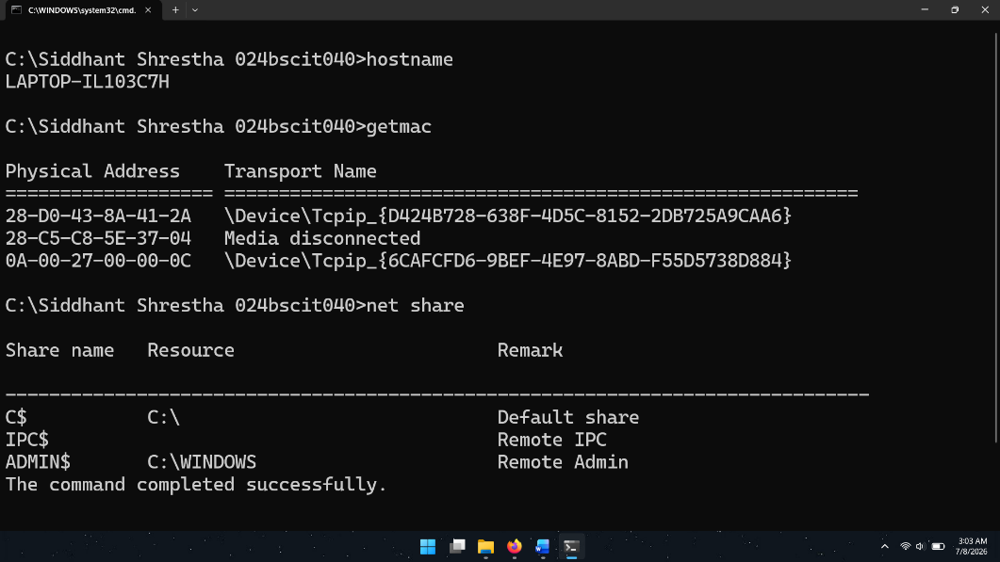 C:\WINDOWS\system32\cmd.
C:\Siddhant Shrestha 024bscit040>hostname
LAPTOP-IL103C7H
C:\Siddhant Shrestha 024bscit040>getmac
Physical Address    Transport Name
=================== ==========================================================
28-D0-43-8A-41-2A   \Device\Tcpip_{D424B728-638F-4D5C-8152-2DB725A9CAA6}
28-C5-C8-5E-37-04   Media disconnected
0A-00-27-00-00-0C   \Device\Tcpip_{6CAFCFD6-9BEF-4E97-8ABD-F55D5738D884}
C:\Siddhant Shrestha 024bscit040>net share
Share name   Resource                        Remark
-------------------------------------------------------------------------------
C$           C:\                             Default share
IPC$                                         Remote IPC
ADMIN$       C:\WINDOWS                      Remote Admin
The command completed successfully.
3:03 AM
7/8/2026